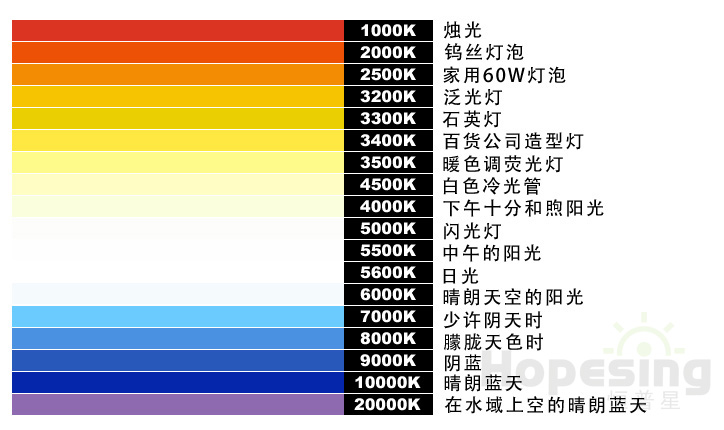 1000K 烛光
2000K 钨丝灯泡
2500K 家用60W灯泡
3200K 泛光灯
3300K 石英灯
3400K 百货公司造型灯
3500K 暖色调荧光灯
4500K 白色冷光管
4000K 下午十分和煦阳光
5000K 闪光灯
5500K 中午的阳光
5600K 日光
6000K 晴朗天空的阳光
7000K 少许阴天时
8000K 朦胧天色时
9000K 阴蓝
Hopesing
10000K 晴朗蓝天
20000K 在水域上空的晴朗蓝天
普星